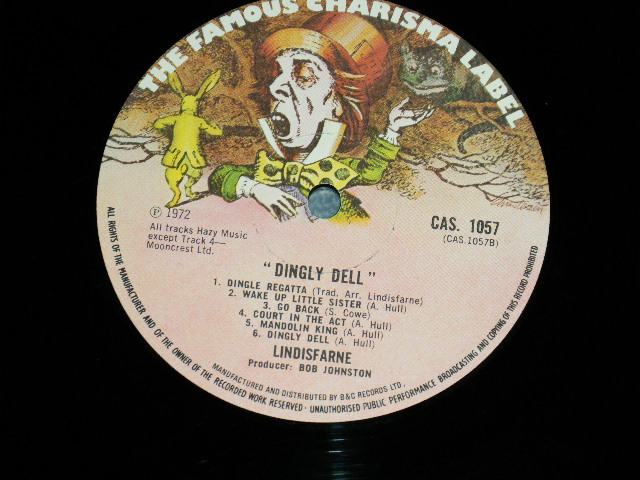 THE FAMOUS CHARISMA LABEL
℗ 1972
All tracks Hazy Music
except Track 4—
Mooncrest Ltd.
CAS. 1057
(CAS.1057B)
" DINGLY DELL "
1. DINGLE REGATTA (Trad. Arr. Lindisfarne)
2. WAKE UP LITTLE SISTER (A. Hull)
3. GO BACK (S. Cowe)
4. COURT IN THE ACT (A. Hull)
5. MANDOLIN KING (A. Hull)
6. DINGLY DELL (A. Hull)
LINDISFARNE
Producer: BOB JOHNSTON
MANUFACTURED AND DISTRIBUTED BY B&C RECORDS LTD.
ALL RIGHTS OF THE MANUFACTURER AND OF THE OWNER OF THE RECORDED WORK RESERVED · UNAUTHORISED PUBLIC PERFORMANCE BROADCASTING AND COPYING OF THIS RECORD PROHIBITED